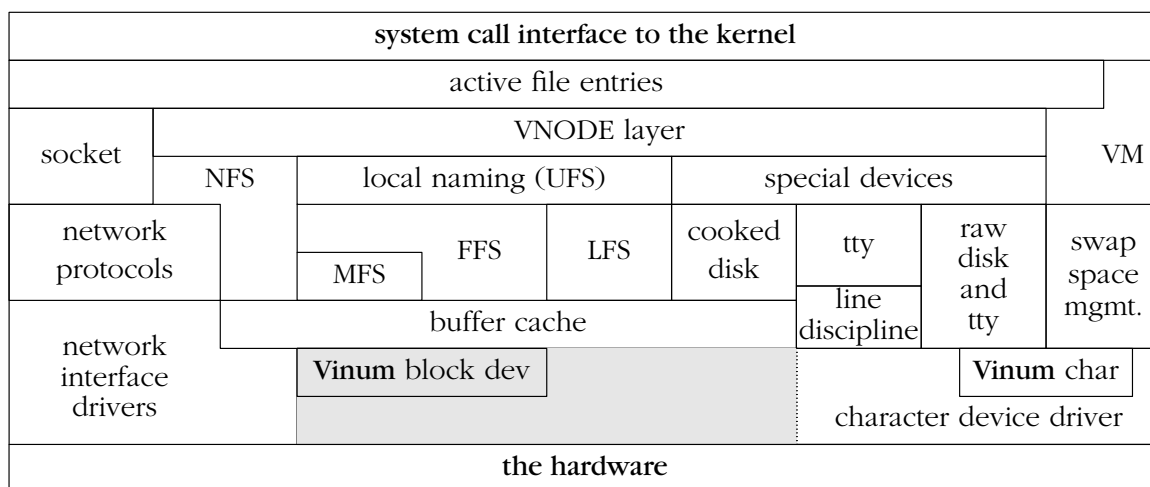 system call interface to the kernel
active file entries
VNODE layer
socket
VM
NFS
local naming (UFS)
special devices
network
protocols
MFS
FFS
LFS
cooked
disk
tty
line
discipline
raw
disk
and
tty
swap
space
mgmt.
buffer cache
network
interface
drivers
Vinum block dev
Vinum char
character device driver
the hardware